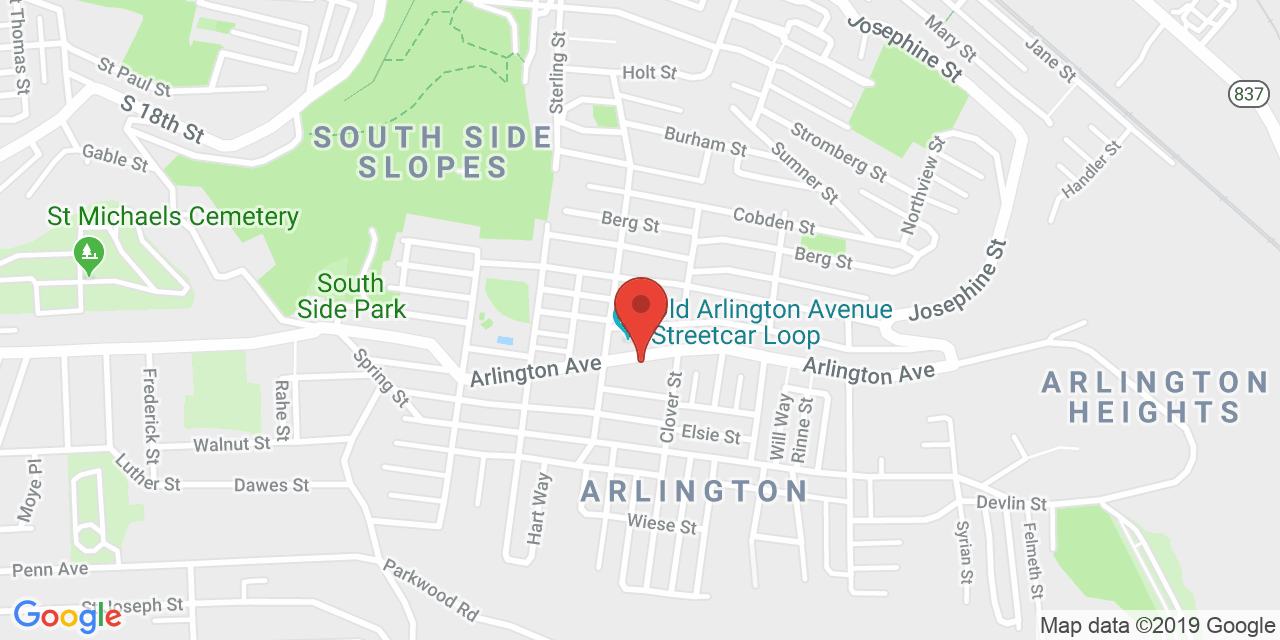 t Thomas St
St Paul St
S 18th St
Gable St
SOUTH SIDE
SLOPES
St Michaels Cemetery
South
Side Park
Sterling St
Holt St
Burham St
Berg St
Josephine St
Mary St
Jane St
837
Stromberg St
Sumner St
Northview St
Handler St
Cobden St
Berg St
Josephine St
ld Arlington Avenue
Streetcar Loop
Arlington Ave
Arlington Ave
ARLINGTON
HEIGHTS
Spring St
Frederick St
Rahe St
Walnut St
Luther St
Dawes St
Moye Pl
Clover St
Elsie St
Will Way
Rinne St
ARLINGTON
Hart Way
Wiese St
Devlin St
Syrian St
Felmeth St
Penn Ave
Parkwood Rd
St Joseph St
Google
Map data ©2019 Google